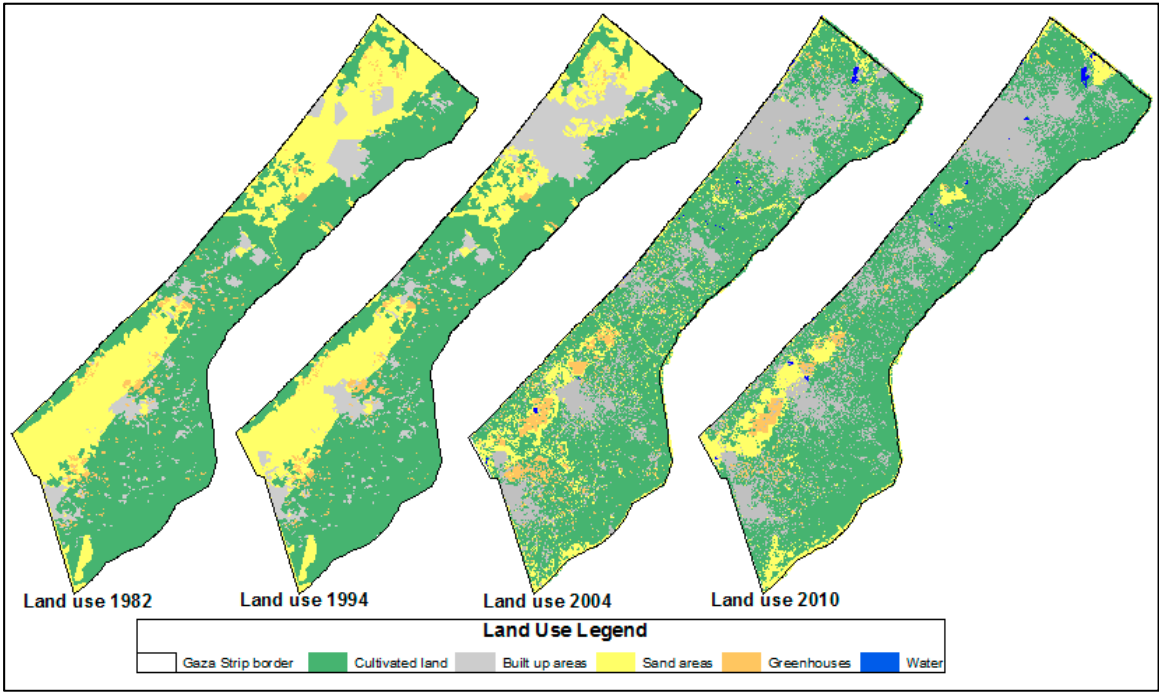 Land use 1982
Land use 1994
Land use 2004
Land use 2010
Land Use Legend
Gaza Strip border
Cultivated land
Built up areas
Sand areas
Greenhouses
Water